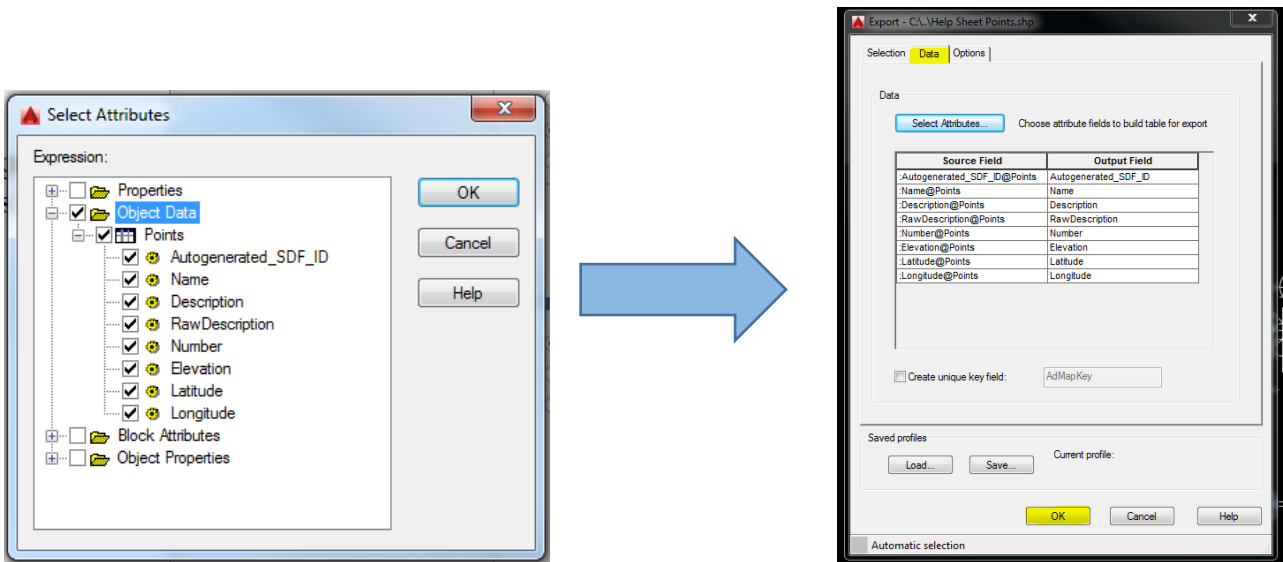 Select Attributes
Expression:
Properties
Object Data
Points
Autogenerated_SDF_ID
Name
Description
RawDescription
Number
Elevation
Latitude
Longitude
Block Attributes
Object Properties
OK
Cancel
Help
Export - C:\..\Help Sheet Points.shp
Selection Data Options
Data
Select Attributes... Choose attribute fields to build table for export
Source Field Output Field
:Autogenerated_SDF_ID@Points Autogenerated_SDF_ID
:Name@Points Name
:Description@Points Description
:RawDescription@Points RawDescription
:Number@Points Number
:Elevation@Points Elevation
:Latitude@Points Latitude
:Longitude@Points Longitude
Create unique key field: AdMapKey
Saved profiles
Load... Save... Current profile:
OK Cancel Help
Automatic selection